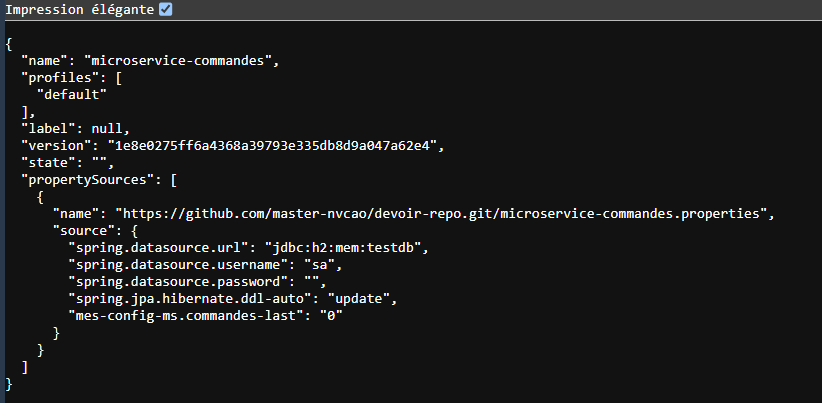 Impression élégante
{
"name": "microservice-commandes",
"profiles": [
"default"
],
"label": null,
"version": "1e8e0275ff6a4368a39793e335db8d9a047a62e4",
"state": "",
"propertySources": [
{
"name": "https://github.com/master-nvcao/devoir-repo.git/microservice-commandes.properties",
"source": {
"spring.datasource.url": "jdbc:h2:mem:testdb",
"spring.datasource.username": "sa",
"spring.datasource.password": "",
"spring.jpa.hibernate.ddl-auto": "update",
"mes-config-ms.commandes-last": "0"
}
}
]
}